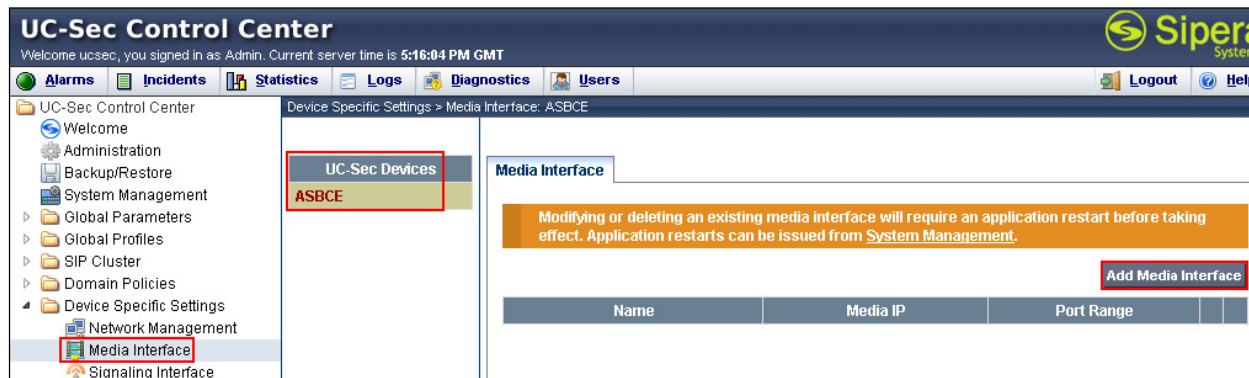 UC-Sec Control Center
Welcome ucsec, you signed in as Admin. Current server time is 5:16:04 PM GMT
Alarms Incidents Statistics Logs Diagnostics Users Logout
UC-Sec Control Center
Welcome
Administration
Backup/Restore
System Management
Global Parameters
Global Profiles
SIP Cluster
Domain Policies
Device Specific Settings
Network Management
Media Interface
Signaling Interface
Device Specific Settings > Media Interface: ASBCE
UC-Sec Devices
ASBCE
Media Interface
Modifying or deleting an existing media interface will require an application restart before taking
effect. Application restarts can be issued from System Management.
Add Media Interface
Name Media IP Port Range